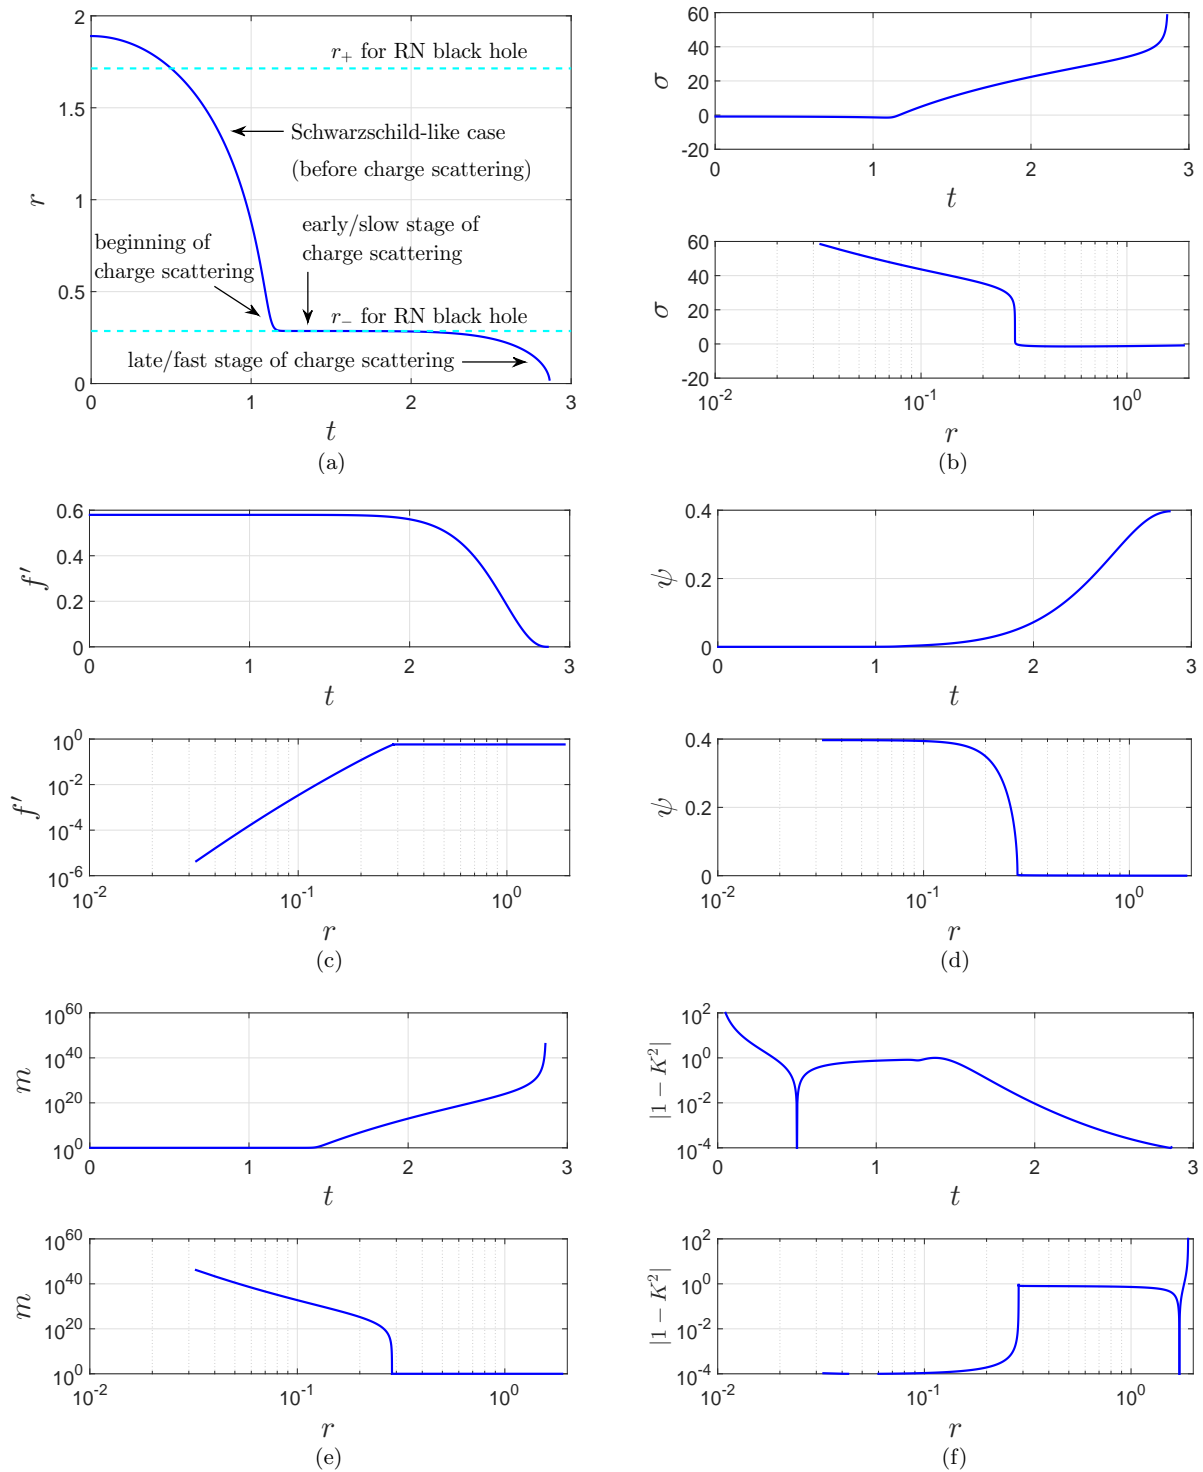 2
1.5
1
0.5
0
r
r₊ for RN black hole
Schwarzschild-like case
(before charge scattering)
beginning of
charge scattering
early/slow stage of
charge scattering
r₋ for RN black hole
late/fast stage of charge scattering
0 1 2 3
t
(a)
60
40
20
0
-20
σ
0 1 2 3
t
60
40
20
0
-20
σ
10⁻² 10⁻¹ 10⁰
r
(b)
0.6
0.4
0.2
0
f′
0 1 2 3
t
10⁰
10⁻²
10⁻⁴
10⁻⁶
f′
10⁻² 10⁻¹ 10⁰
r
(c)
0.4
0.2
0
ψ
0 1 2 3
t
0.4
0.2
0
ψ
10⁻² 10⁻¹ 10⁰
r
(d)
10⁶⁰
10⁴⁰
10²⁰
10⁰
m
0 1 2 3
t
10⁶⁰
10⁴⁰
10²⁰
10⁰
m
10⁻² 10⁻¹ 10⁰
r
(e)
10²
10⁰
10⁻²
10⁻⁴
|1 − K²|
0 1 2 3
t
10²
10⁰
10⁻²
10⁻⁴
|1 − K²|
10⁻² 10⁻¹ 10⁰
r
(f)